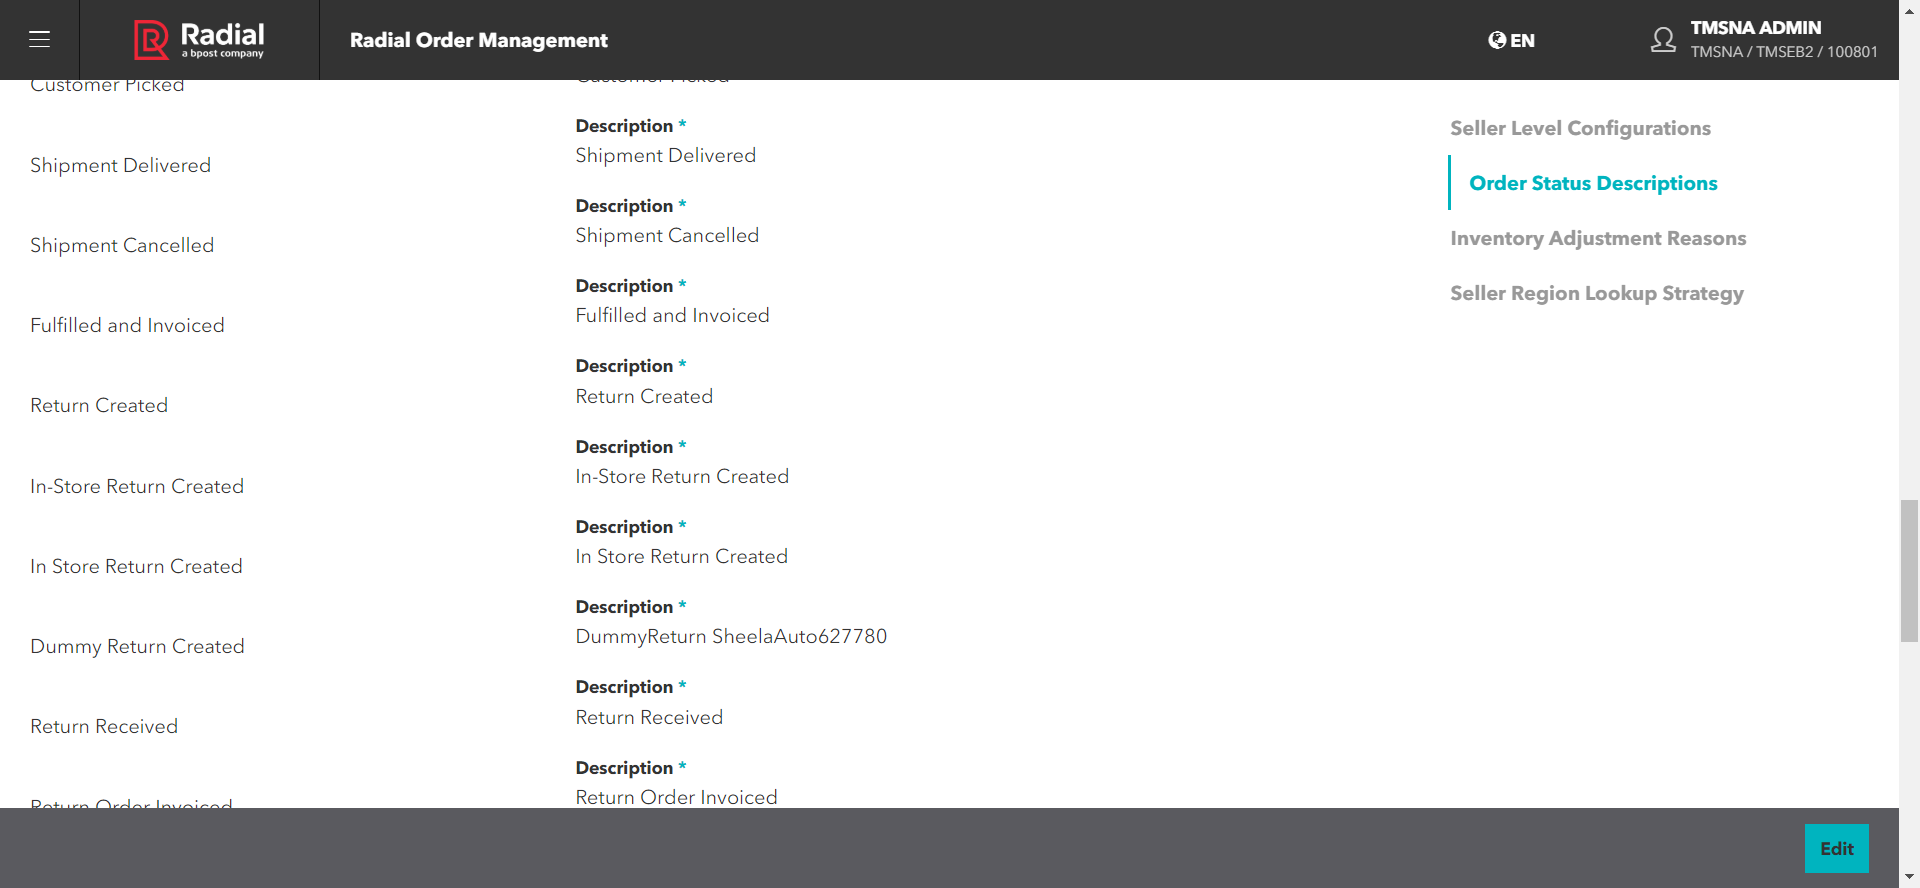 Radial
a bpost company
Radial Order Management
EN
TMSNA ADMIN
TMSNA / TMSEB2 / 100801
Customer Picked
Customer Picked
Description *
Shipment Delivered
Shipment Delivered
Description *
Shipment Cancelled
Shipment Cancelled
Description *
Fulfilled and Invoiced
Fulfilled and Invoiced
Description *
Return Created
Return Created
Description *
In-Store Return Created
In-Store Return Created
Description *
In Store Return Created
In Store Return Created
Description *
Dummy Return Created
DummyReturn SheelaAuto627780
Description *
Return Received
Return Received
Description *
Return Order Invoiced
Return Order Invoiced
Seller Level Configurations
Order Status Descriptions
Inventory Adjustment Reasons
Seller Region Lookup Strategy
Edit